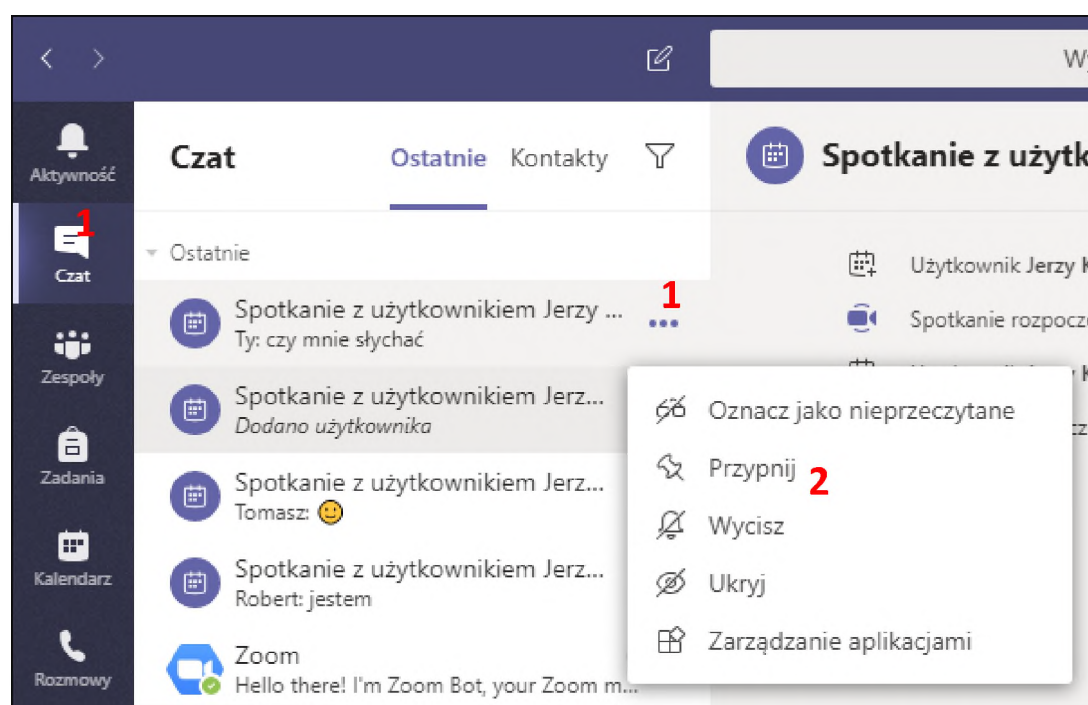 Wy
Aktywność
Czat
Ostatnie
Kontakty
Spotkanie z użytk
1
Czat
Ostatnie
Użytkownik Jerzy K
Spotkanie z użytkownikiem Jerzy ...
1
Ty: czy mnie słychać
Spotkanie rozpocz
Zespoły
Spotkanie z użytkownikiem Jerz...
Dodano użytkownika
Oznacz jako nieprzeczytane
Zadania
Przypnij
2
Spotkanie z użytkownikiem Jerz...
Tomasz:
Wycisz
Kalendarz
Spotkanie z użytkownikiem Jerz...
Robert: jestem
Ukryj
Zarządzanie aplikacjami
Rozmowy
Zoom
Hello there! I'm Zoom Bot, your Zoom m...